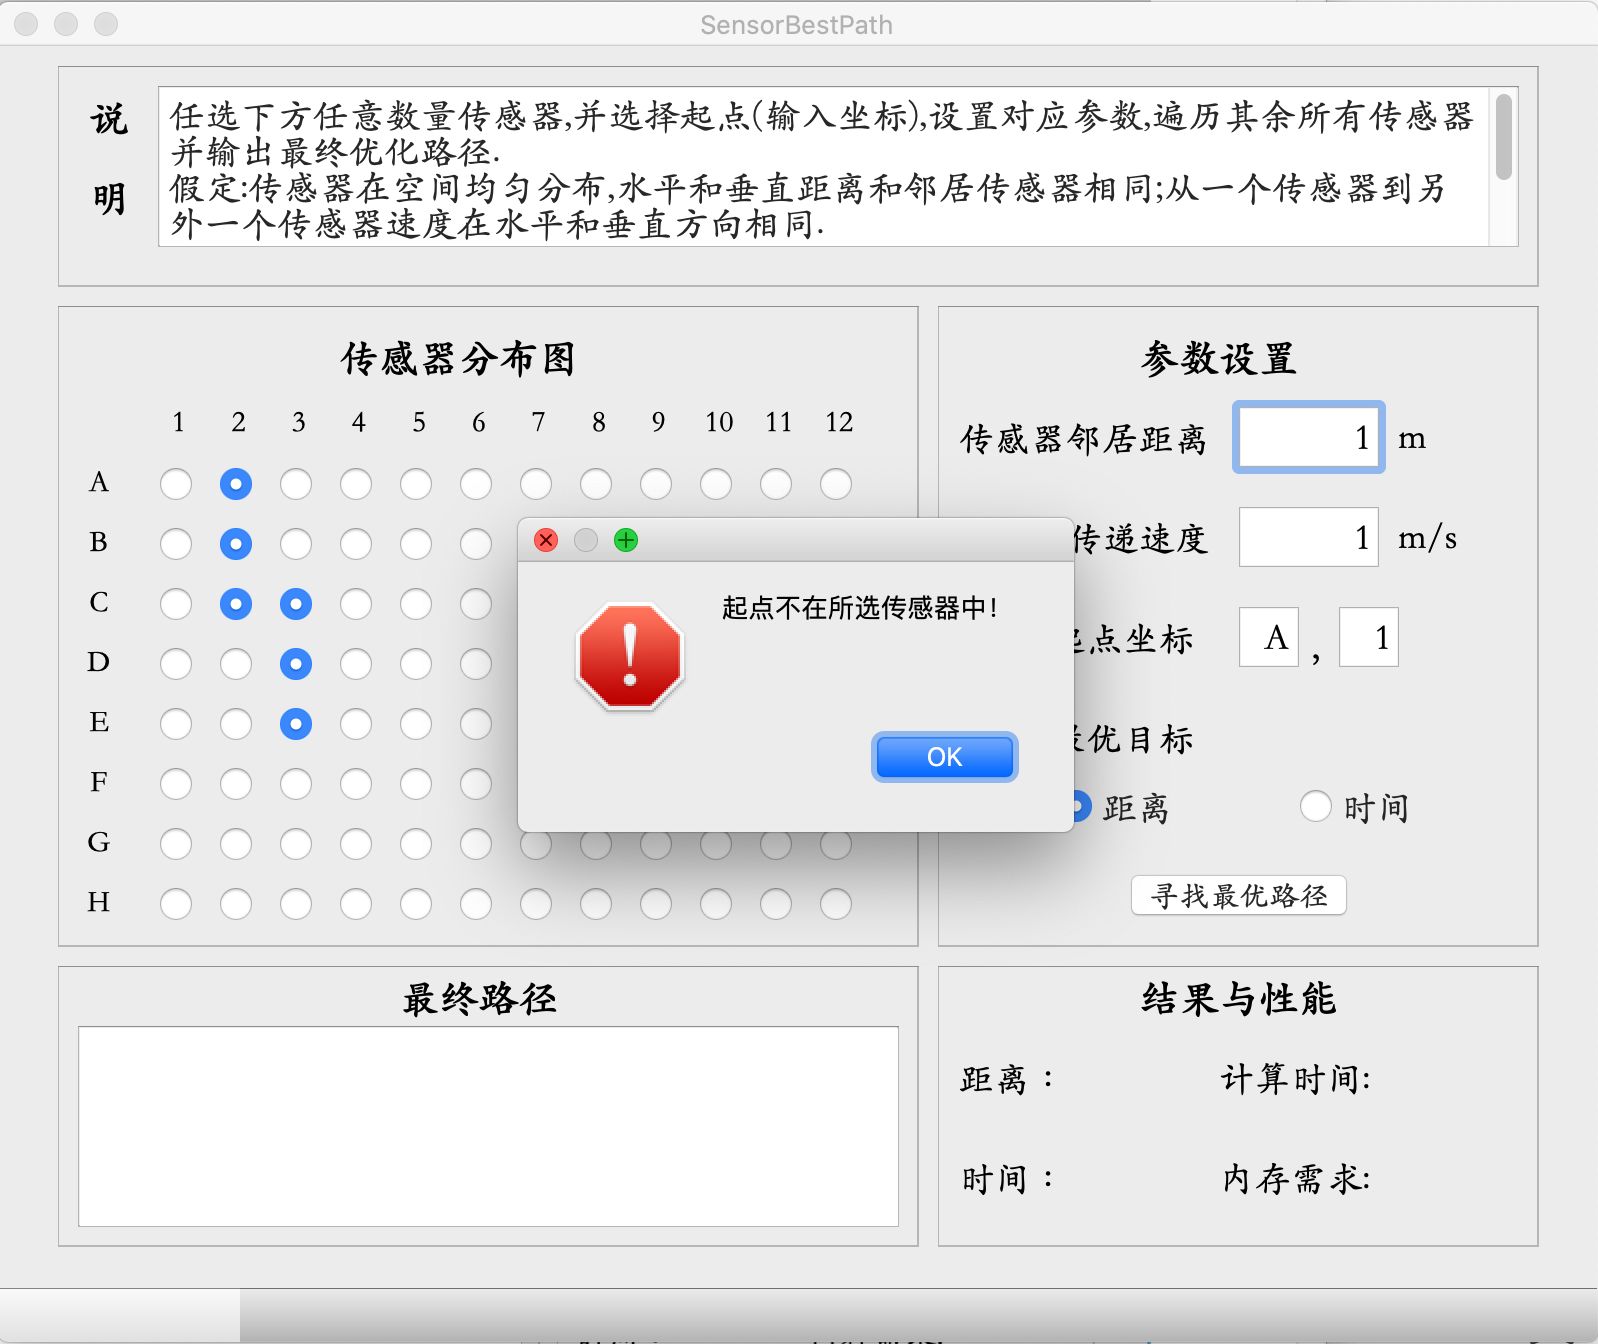 SensorBestPath
说
明
任选下方任意数量传感器,并选择起点(输入坐标),设置对应参数,遍历其余所有传感器
并输出最终优化路径.
假定:传感器在空间均匀分布,水平和垂直距离和邻居传感器相同;从一个传感器到另
外一个传感器速度在水平和垂直方向相同.
传感器分布图
1 2 3 4 5 6 7 8 9 10 11 12
A
B
C
D
E
F
G
H
起点不在所选传感器中!
OK
参数设置
传感器邻居距离 1 m
传递速度 1 m/s
点坐标 A , 1
优目标
距离 时间
寻找最优路径
最终路径
结果与性能
距离 : 计算时间:
时间 : 内存需求: